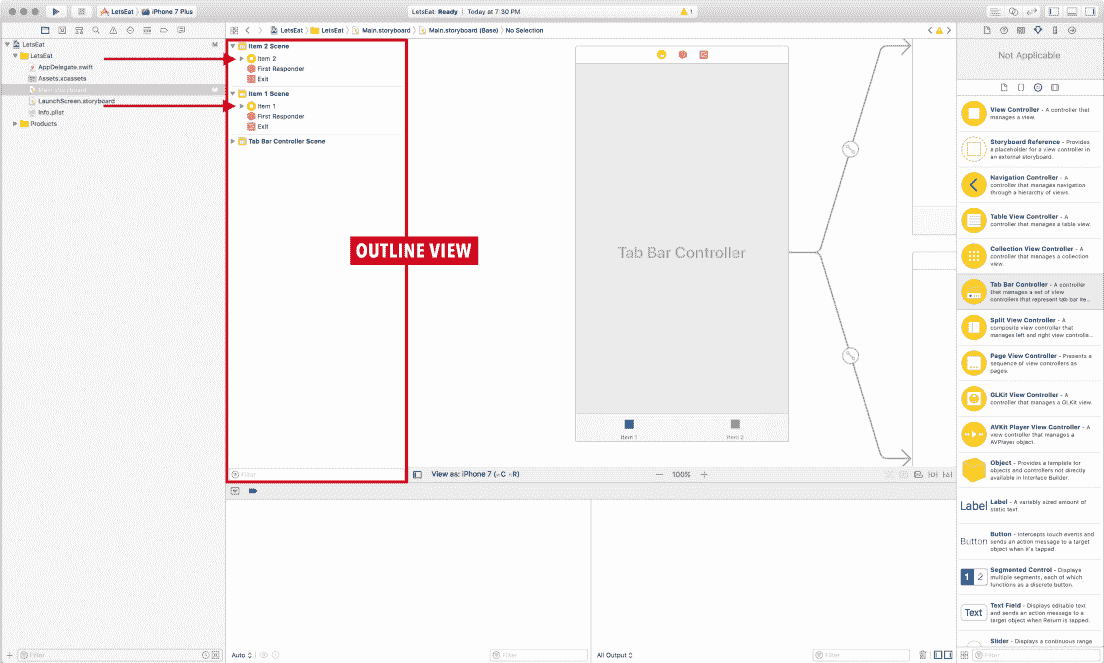 LetsEat
iPhone 7 Plus
LetsEat: Ready
Today at 7:30 PM
1
LetsEat
LetsEat
Main.storyboard
Main.storyboard (Base)
No Selection
LetsEat
M
LetsEat
AppDelegate.swift
Assets.xcassets
Main.storyboard
M
LaunchScreen.storyboard
Info.plist
Products
Filter
Item 2 Scene
Item 2
First Responder
Exit
Item 1 Scene
Item 1
First Responder
Exit
Tab Bar Controller Scene
OUTLINE VIEW
Filter
Tab Bar Controller
Item 1
Item 2
View as: iPhone 7 (wC hR)
100%
Auto
Filter
All Output
Filter
Not Applicable
View Controller - A controller that
manages a view.
Storyboard Reference - Provides
a placeholder for a view controller in
an external storyboard.
Navigation Controller - A
controller that manages navigation
through a hierarchy of views.
Table View Controller - A
controller that manages a table view.
Collection View Controller - A
controller that manages a collection
view.
Tab Bar Controller - A controller
that manages a set of view
controllers that represent tab bar ite...
Split View Controller - A
composite view controller that
manages left and right view controlle...
Page View Controller - Presents a
sequence of view controllers as
pages.
GLKit View Controller - A
controller that manages a GLKit view.
AVKit Player View Controller - A
view controller that manages a
AVPlayer object.
Object - Provides a template for
objects and controllers not directly
available in Interface Builder.
Label
Label - A variably sized amount of
static text.
Button
Button - Intercepts touch events and
sends an action message to a target
object when it's tapped.
1 2
Segmented Control - Displays
multiple segments, each of which
functions as a discrete button.
Text
Text Field - Displays editable text
and sends an action message to a
target object when Return is tapped.
Slider - Displays a continuous range
Filter